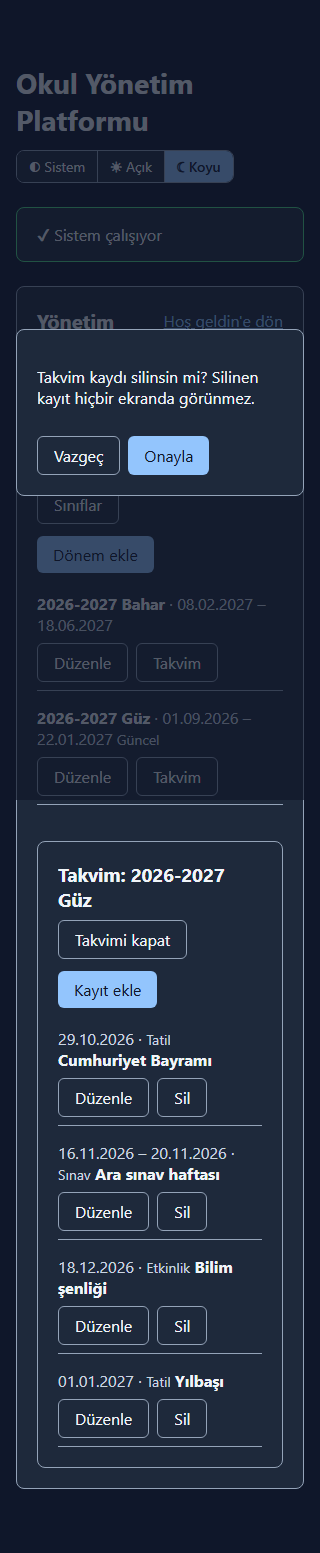 Okul Yönetim
Platformu
Sistem
Açık
Koyu
✓ Sistem çalışıyor
Yönetim
Hoş geldin'e dön
Takvim kaydı silinsin mi? Silinen
kayıt hiçbir ekranda görünmez.
Vazgeç
Onayla
Sınıflar
Dönem ekle
2026-2027 Bahar · 08.02.2027 –
18.06.2027
Düzenle
Takvim
2026-2027 Güz · 01.09.2026 –
22.01.2027 Güncel
Düzenle
Takvim
Takvim: 2026-2027
Güz
Takvimi kapat
Kayıt ekle
29.10.2026 · Tatil
Cumhuriyet Bayramı
Düzenle
Sil
16.11.2026 – 20.11.2026 ·
Sınav Ara sınav haftası
Düzenle
Sil
18.12.2026 · Etkinlik Bilim
şenliği
Düzenle
Sil
01.01.2027 · Tatil Yılbaşı
Düzenle
Sil